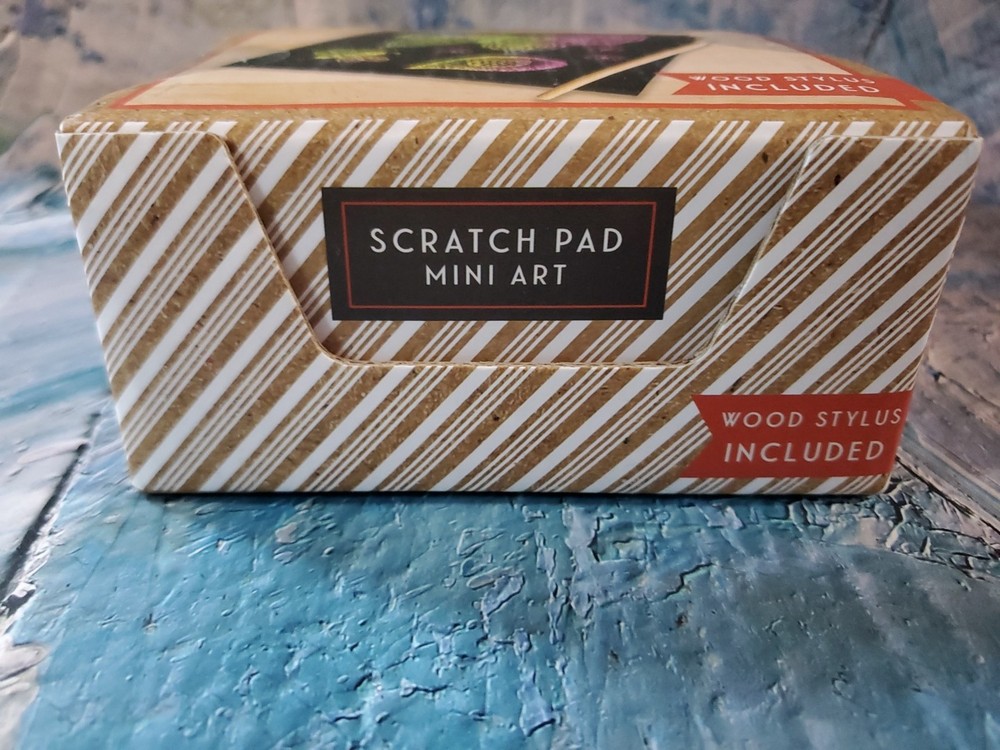 WOOD STYLUS
INCLUDED
SCRATCH PAD
MINI ART
WOOD STYLUS
INCLUDED